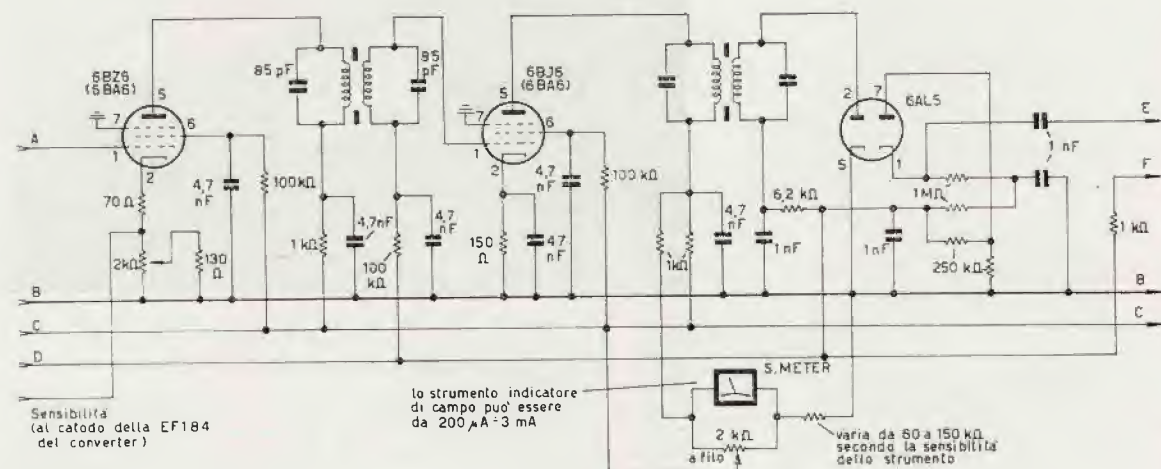 6BZ6
(6BA6)
5
7
6
1
2
A
70 Ω
2kΩ
130
Ω
4,7
nF
100kΩ
85 pF
85
pF
1 kΩ
4,7nF
100
kΩ
4,7
nF
6BJ6
(6BA6)
5
7
6
1
2
150
Ω
4,7
nF
4,7
nF
100kΩ
1kΩ
4,7
nF
6,2 kΩ
1 nF
2
7
6AL5
5
1
1nF
1MΩ
250 kΩ
1 nF
1 kΩ
E
F
B
B
C
C
D
Sensibilità
(al catodo della EF184
del converter)
lo strumento indicatore
di campo può essere
da 200 µA÷3 mA
S.METER
2 kΩ
a filo
varia da 60 a 150 kΩ
secondo la sensibiltà
dello strumento